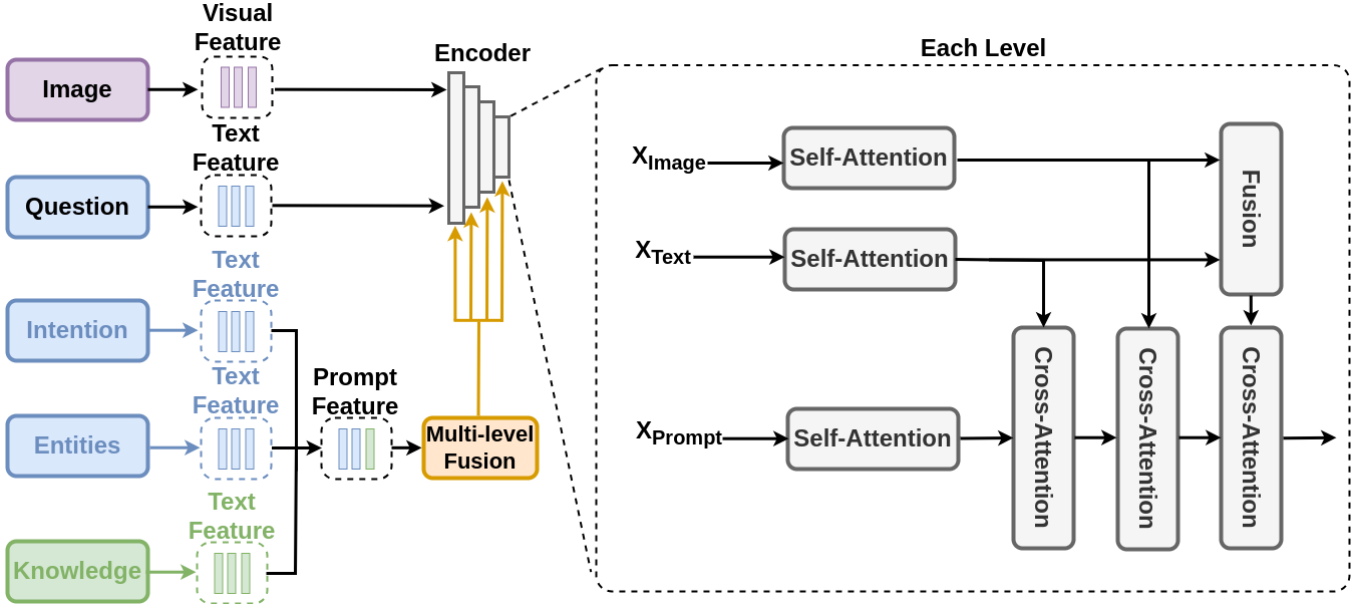 Visual
Feature
Image
Text
Feature
Question
Text
Feature
Intention
Text
Feature
Entities
Text
Feature
Knowledge
Prompt
Feature
Multi-level
Fusion
Encoder
Each Level
XImage
Self-Attention
XText
Self-Attention
Fusion
XPrompt
Self-Attention
Cross-Attention
Cross-Attention
Cross-Attention